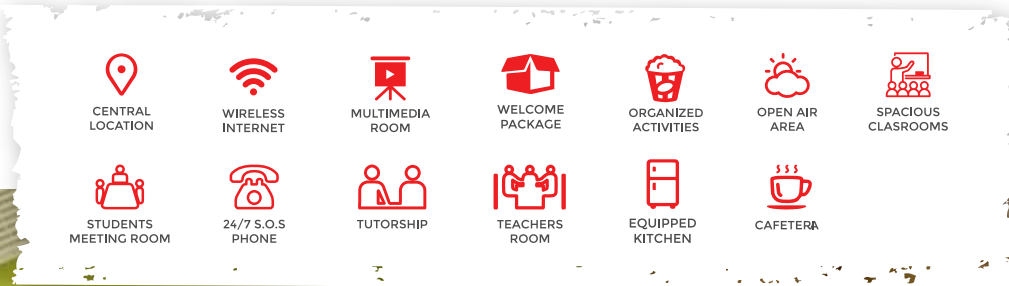 CENTRAL
LOCATION
WIRELESS
INTERNET
MULTIMEDIA
ROOM
WELCOME
PACKAGE
ORGANIZED
ACTIVITIES
OPEN AIR
AREA
SPACIOUS
CLASROOMS
STUDENTS
MEETING ROOM
24/7 S.O.S
PHONE
TUTORSHIP
TEACHERS
ROOM
EQUIPPED
KITCHEN
CAFETERA